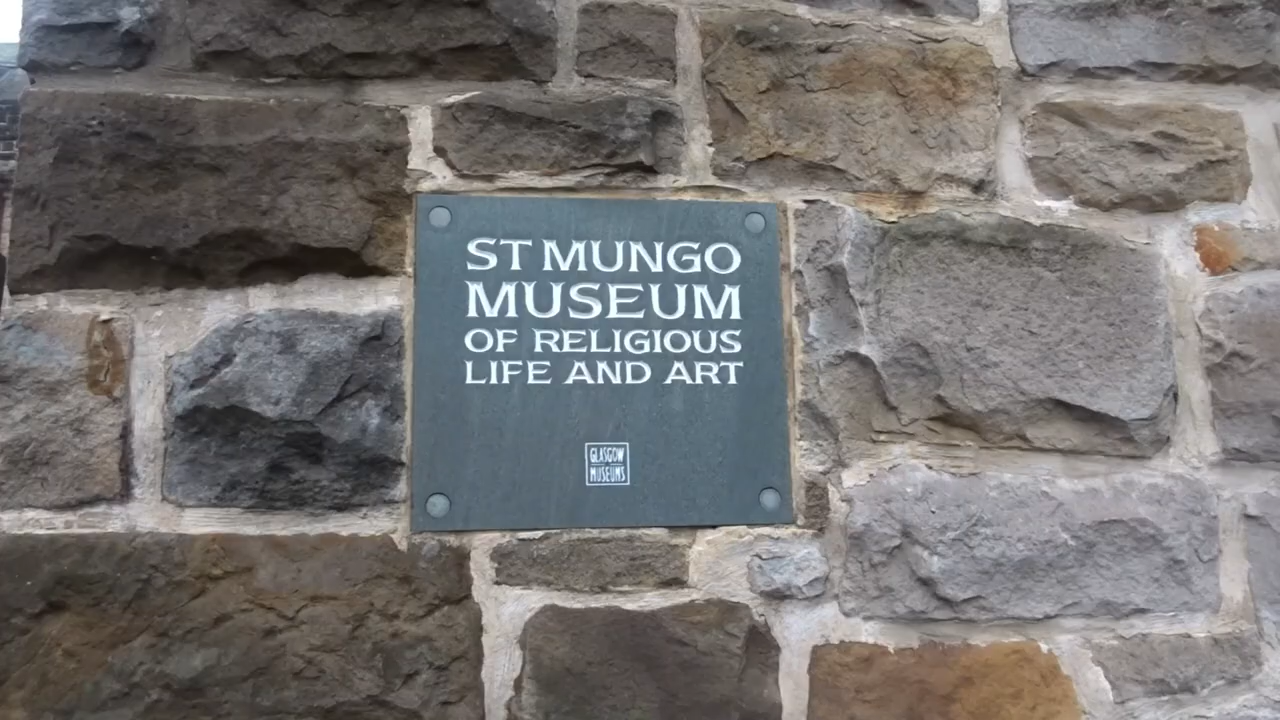 ST MUNGO
MUSEUM
OF RELIGIOUS
LIFE AND ART
GLASGOW
MUSEUMS